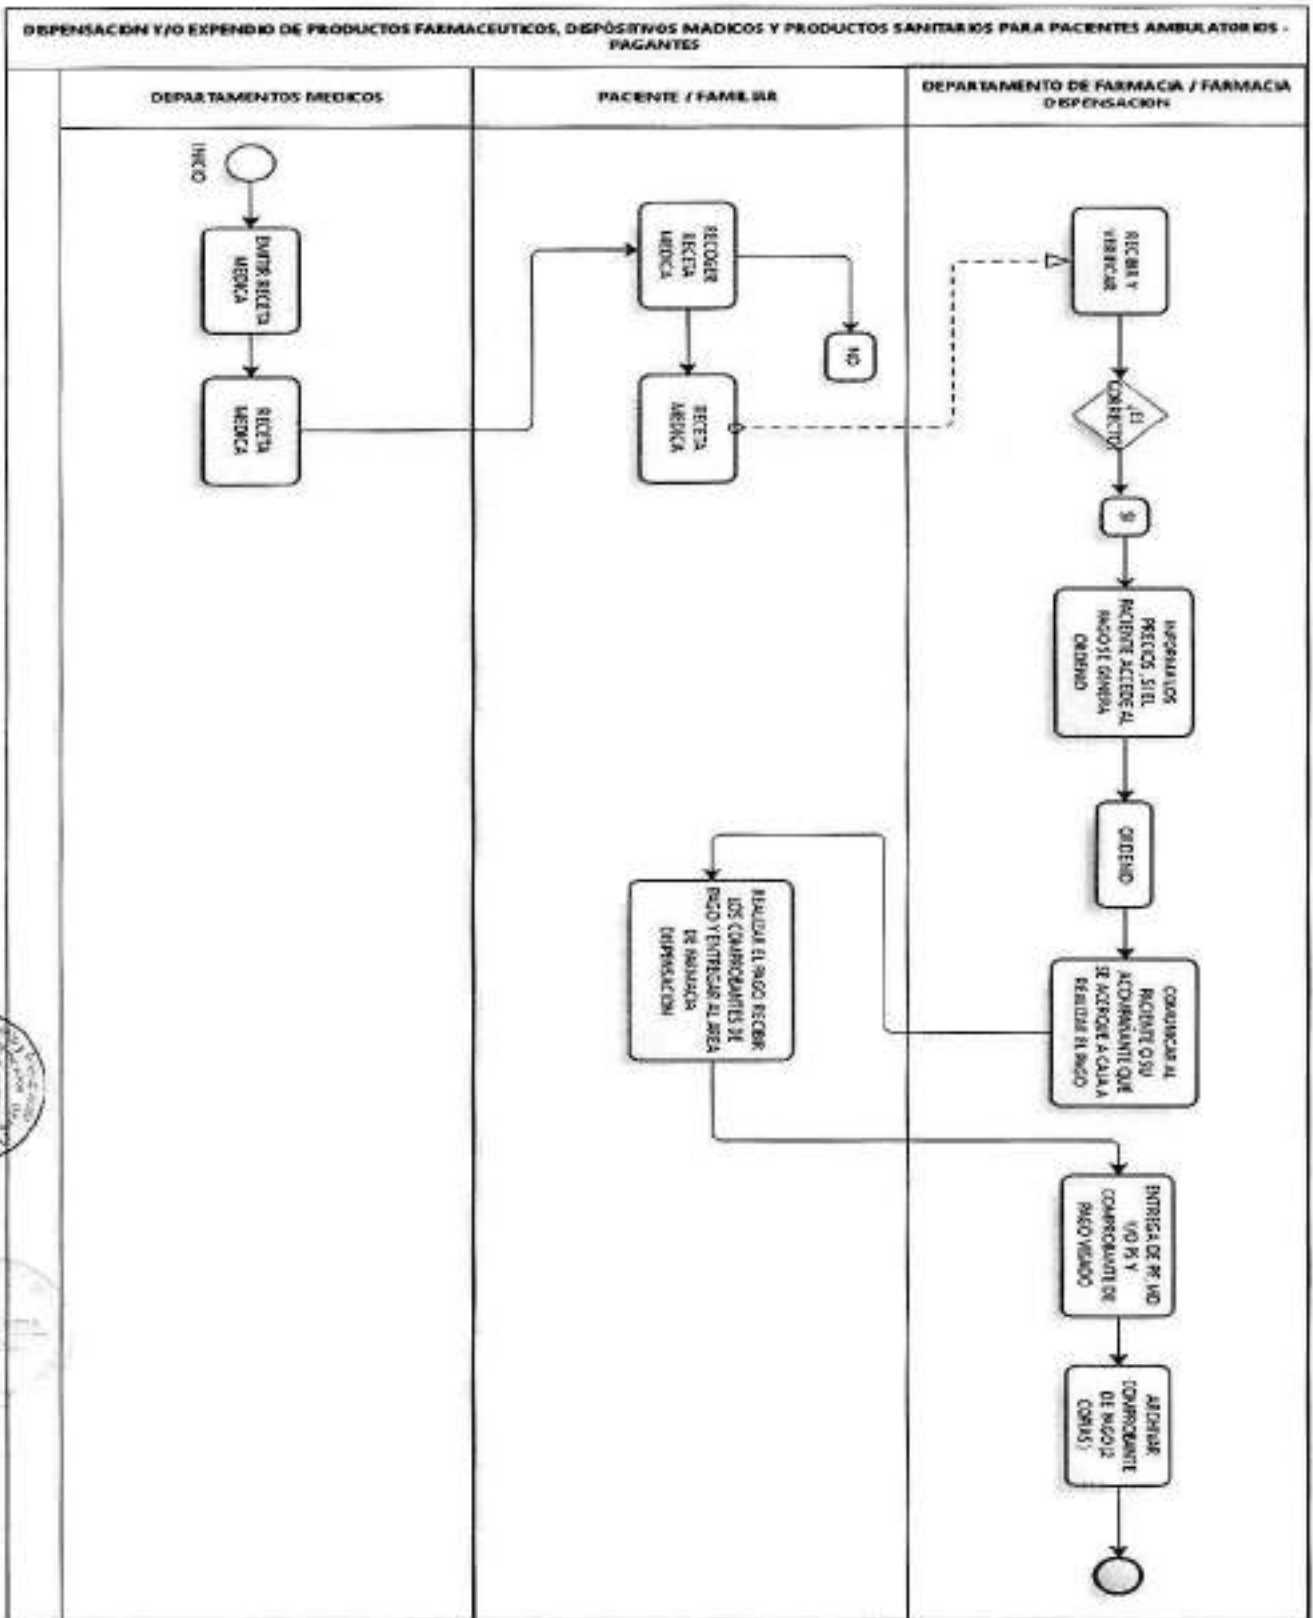 DISPENSACION Y/O EXPENDIO DE PRODUCTOS FARMACEUTICOS, DISPOSITIVOS MADICOS Y PRODUCTOS SANITARIOS PARA PACIENTES AMBULATORIOS -
PAGANTES
DEPARTAMENTOS MEDICOS
PACIENTE / FAMILIAR
DEPARTAMENTO DE FARMACIA / FARMACIA
DISPENSACION
INICIO
EMITIR RECETA
MEDICA
RECETA
MEDICA
RECOGER
RECETA
MEDICA
NO
RECETA
MEDICA
RECIBIR Y
VERIFICAR
¿ES
CORRECTO?
SI
INFORMA LOS
PRECIOS, SI EL
PACIENTE ACCEDE AL
PAGO SE GENERA
ORDENID
ORDENID
COMUNICAR AL
PACIENTE O SU
ACOMPAÑANTE QUE
SE ACERQUE A CAJA A
REALIZAR EL PAGO
REALIZAR EL PAGO RECIBIR
LOS COMPROBANTES DE
PAGO Y ENTREGAR AL AREA
DE FARMACIA
DISPENSACION
ENTREGA DE PF, MD
Y/O PS Y
COMPROBANTE DE
PAGO VISADO
ARCHIVAR
COMPROBANTE
DE PAGO (2
COPIAS)